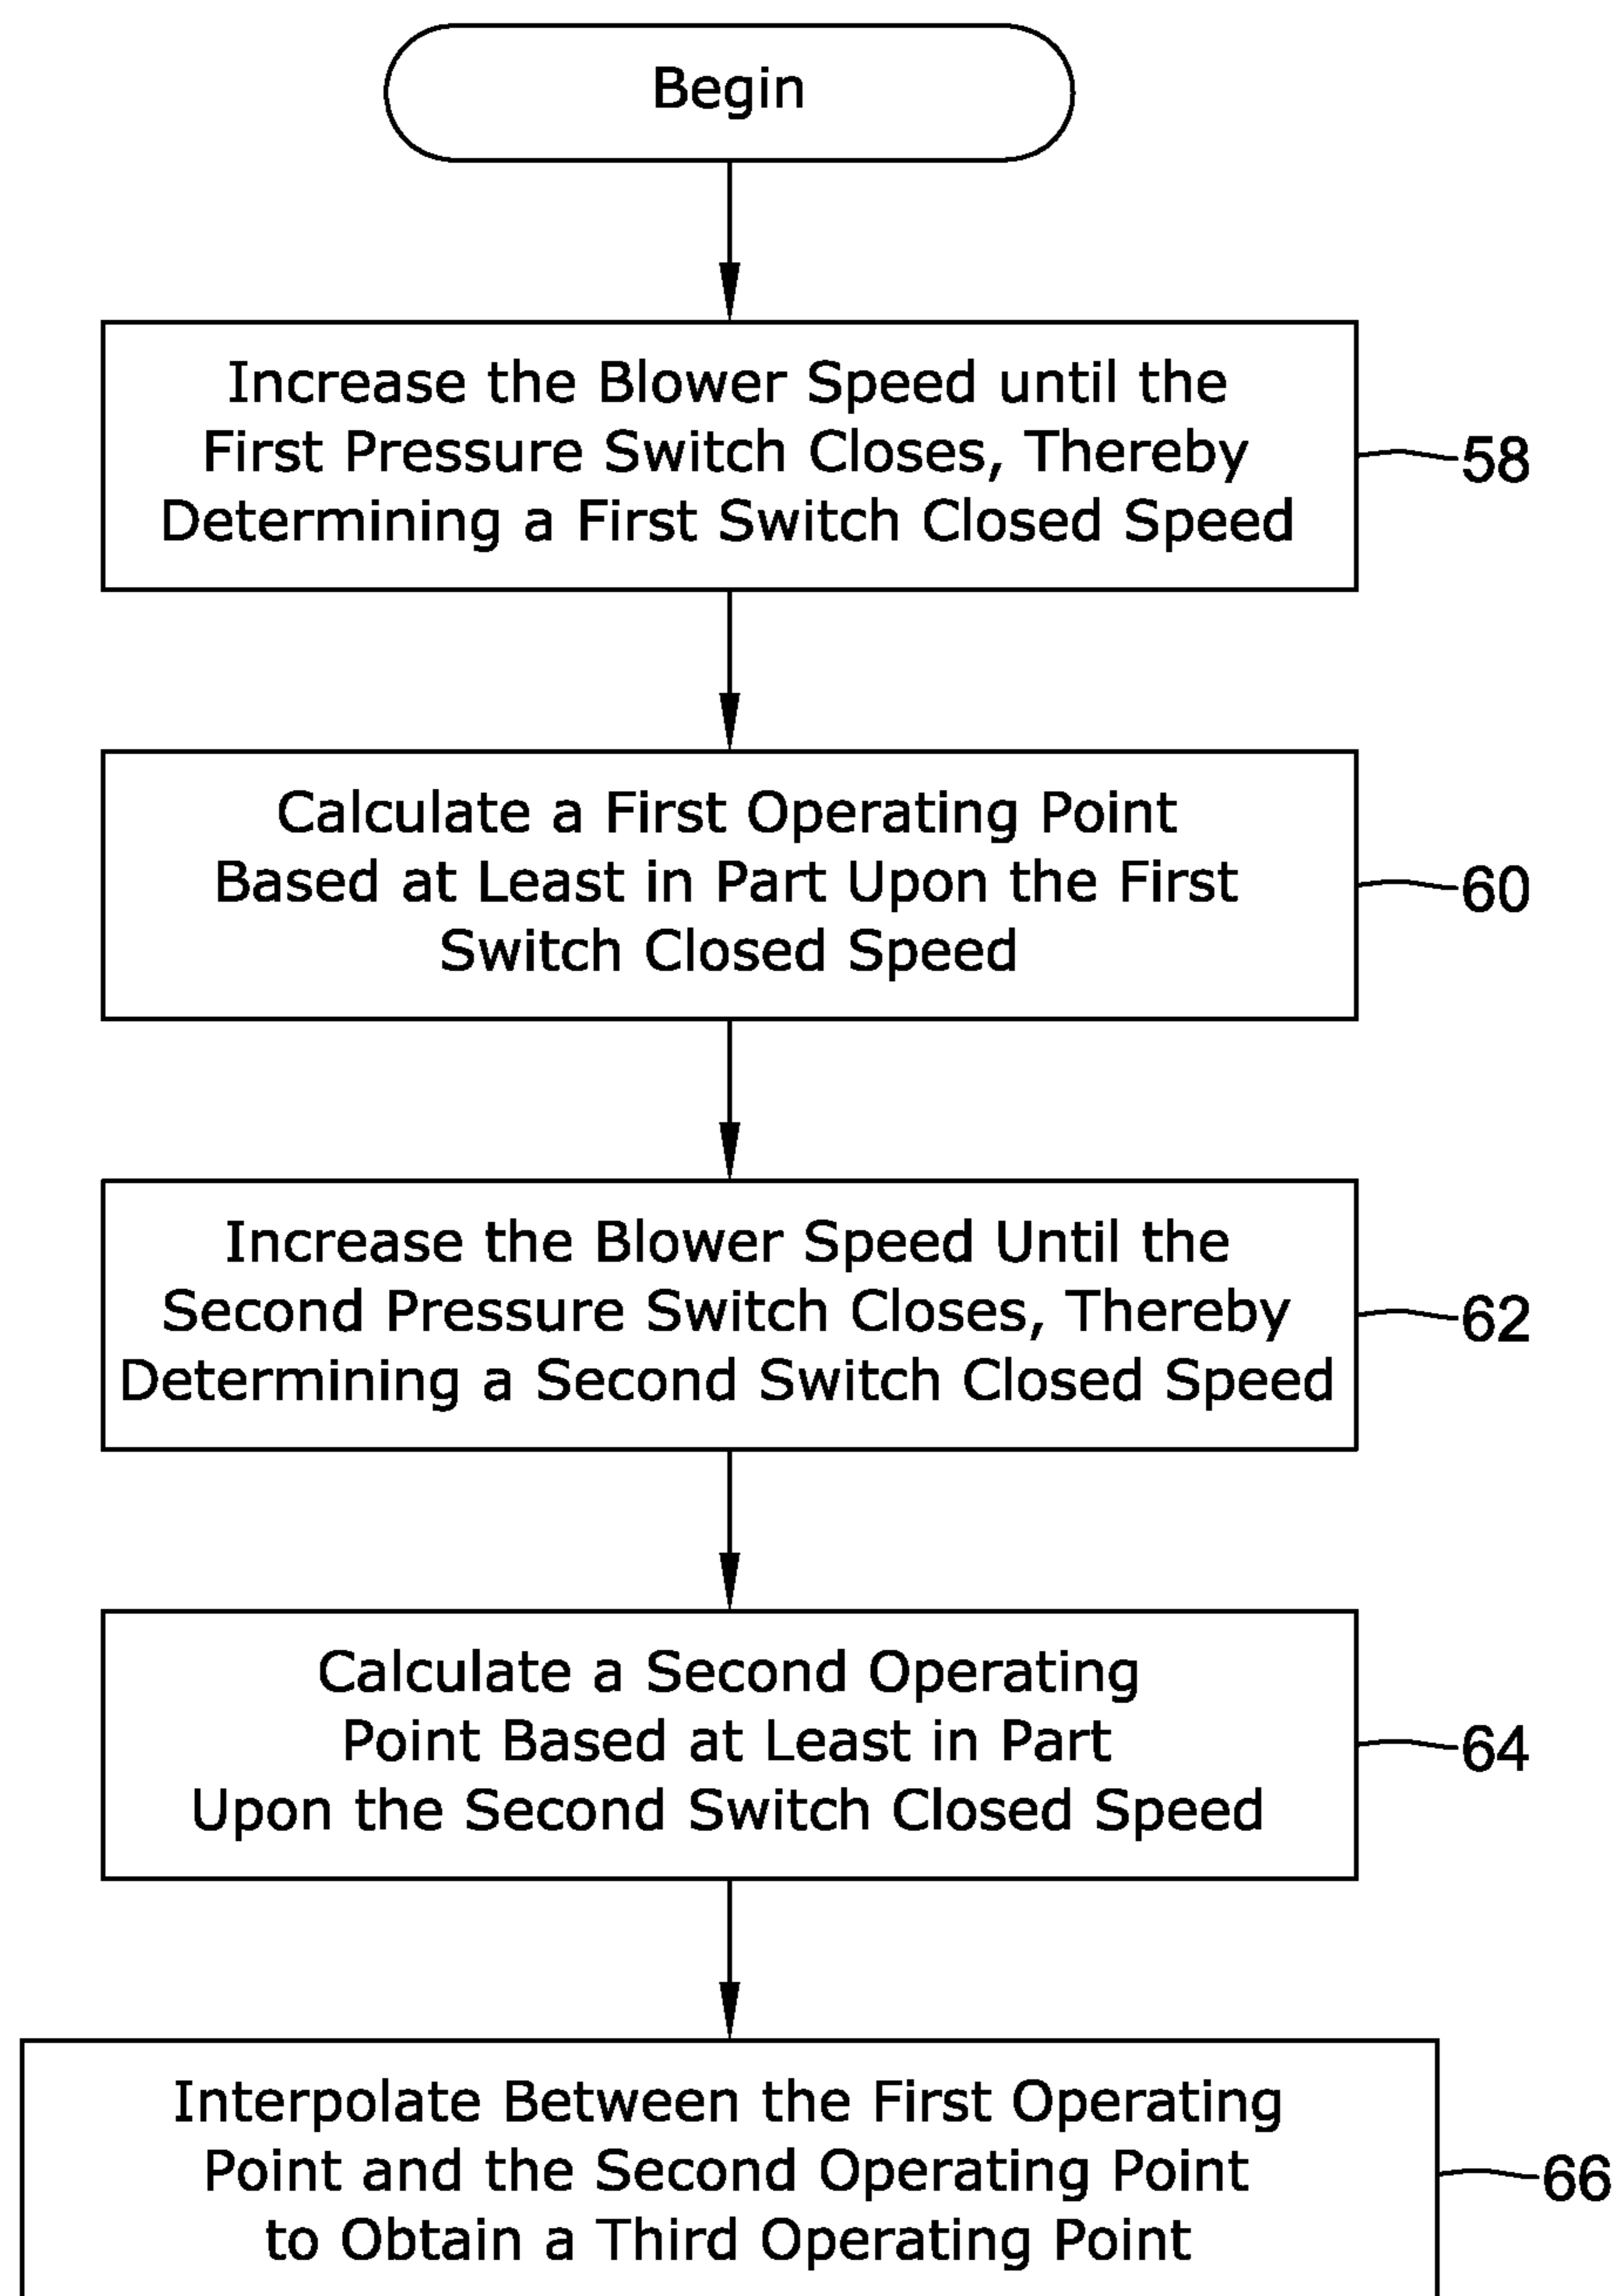 Begin
Increase the Blower Speed until the
First Pressure Switch Closes, Thereby
Determining a First Switch Closed Speed
58
Calculate a First Operating Point
Based at Least in Part Upon the First
Switch Closed Speed
60
Increase the Blower Speed Until the
Second Pressure Switch Closes, Thereby
Determining a Second Switch Closed Speed
62
Calculate a Second Operating
Point Based at Least in Part
Upon the Second Switch Closed Speed
64
Interpolate Between the First Operating
Point and the Second Operating Point
to Obtain a Third Operating Point
66